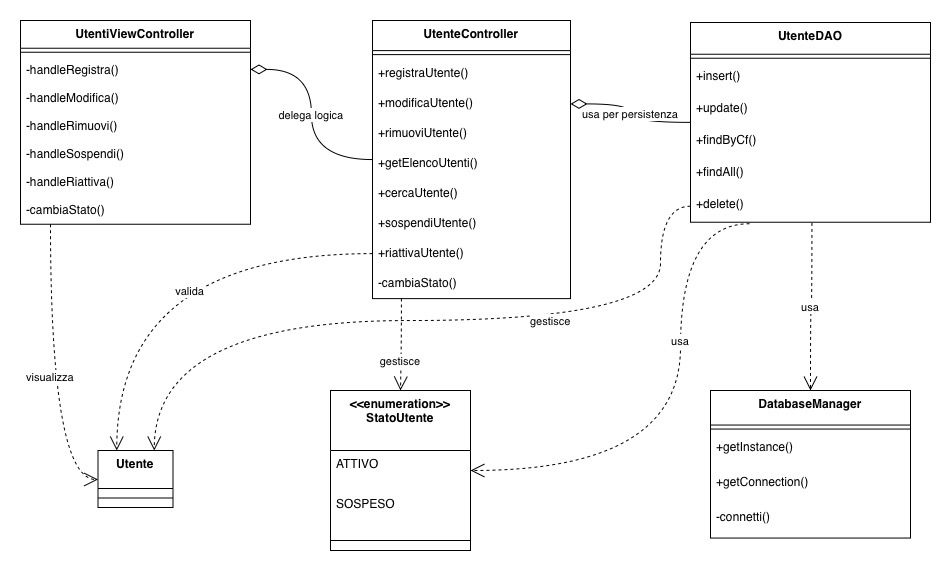 UtentiViewController
-handleRegistra()
-handleModifica()
-handleRimuovi()
-handleSospendi()
-handleRiattiva()
-cambiaStato()
delega logica
UtenteController
+registraUtente()
+modificaUtente()
+rimuoviUtente()
+getElencoUtenti()
+cercaUtente()
+sospendiUtente()
+riattivaUtente()
-cambiaStato()
usa per persistenza
UtenteDAO
+insert()
+update()
+findByCf()
+findAll()
+delete()
valida
gestisce
usa
usa
visualizza
gestisce
Utente
<<enumeration>>
StatoUtente
ATTIVO
SOSPESO
DatabaseManager
+getInstance()
+getConnection()
-connetti()